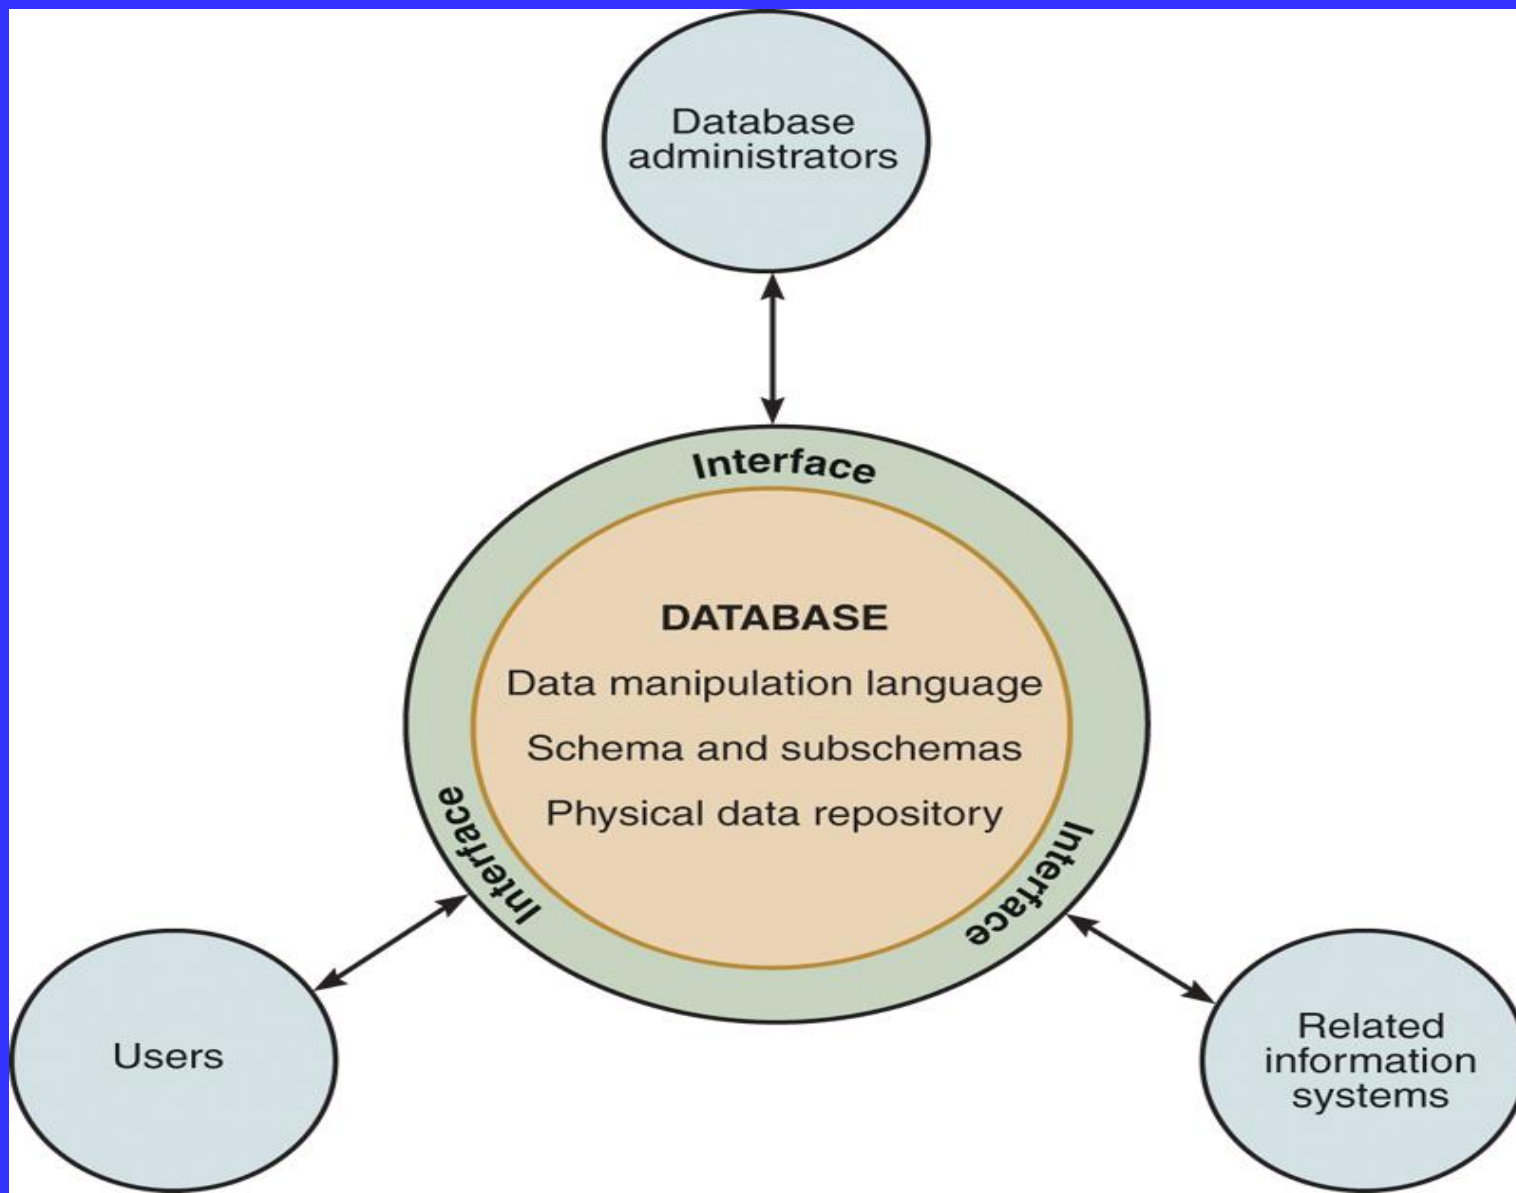 Database
administrators
Interface
DATABASE
Data manipulation language
Schema and subschemas
Physical data repository
Interface
Interface
Users
Related
information
systems